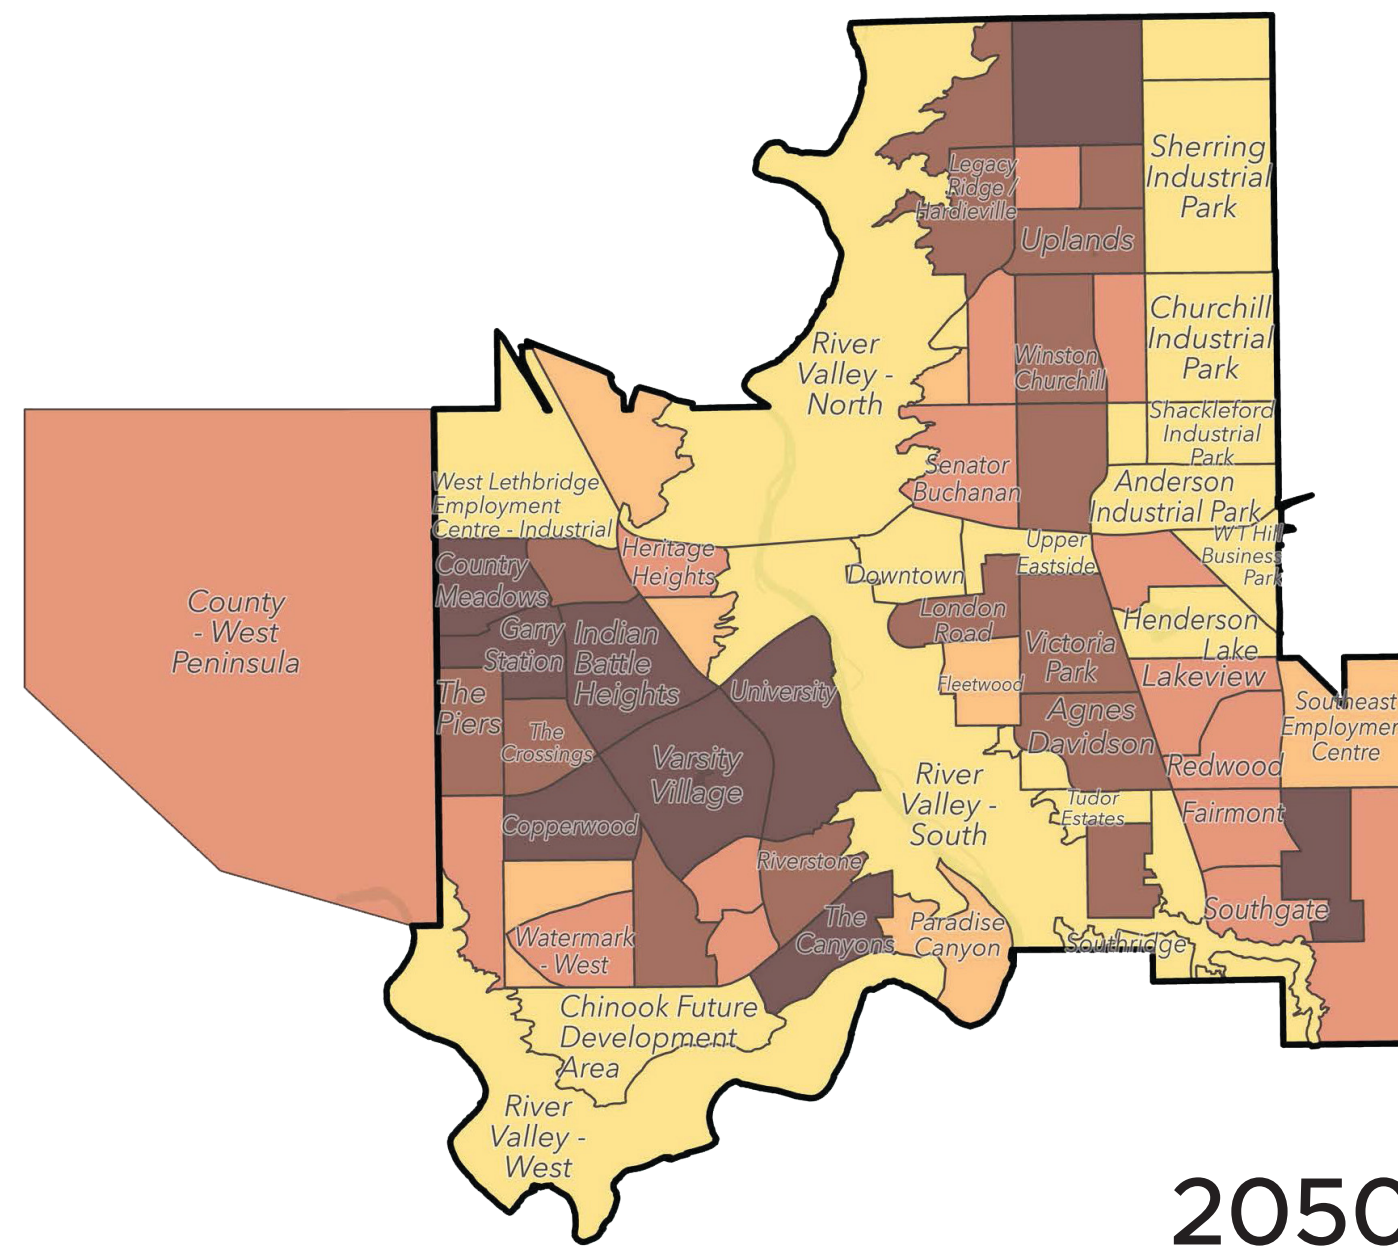 Sherring
Industrial
Park
Legacy
Ridge /
Hardieville
Uplands
Churchill
Industrial
Park
River
Valley -
North
Winston
Churchill
Shackleford
Industrial
Park
Senator
Buchanan
Anderson
Industrial Park
West Lethbridge
Employment
Centre - Industrial
W T Hill
Business
Park
Upper
Eastside
Heritage
Heights
Country
Meadows
Downtown
County
- West
Peninsula
London
Road
Henderson
Lake
Garry
Station
Indian
Battle
Heights
Victoria
Park
Lakeview
Fleetwood
University
The
Piers
Southeast
Employmen
Centre
Agnes
Davidson
The
Crossings
Varsity
Village
Redwood
River
Valley -
South
Tudor
Estates
Fairmont
Copperwood
Riverstone
The
Canyons
Paradise
Canyon
Southgate
Southridge
Watermark
- West
Chinook Future
Development
Area
River
Valley -
West
2050